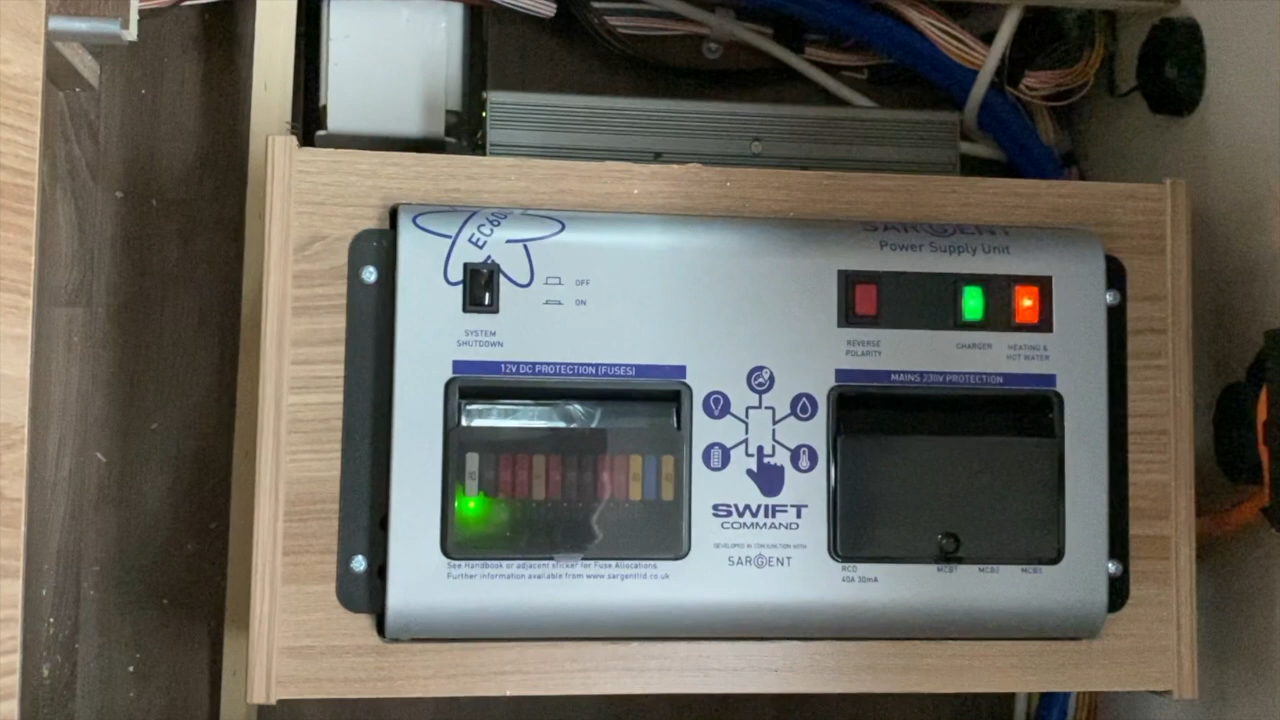 EC60
OFF
ON
SYSTEM
SHUTDOWN
SARGENT
Power Supply Unit
REVERSE
POLARITY
CHARGER
HEATING &
HOT WATER
12V DC PROTECTION (FUSES)
MAINS 230V PROTECTION
SWIFT
COMMAND
DEVELOPED IN CONJUNCTION WITH
SARGENT
See Handbook or adjacent sticker for Fuse Allocations
Further information available from www.sargentltd.co.uk
RCD
40A 30mA
MCB1
MCB2
MCB3